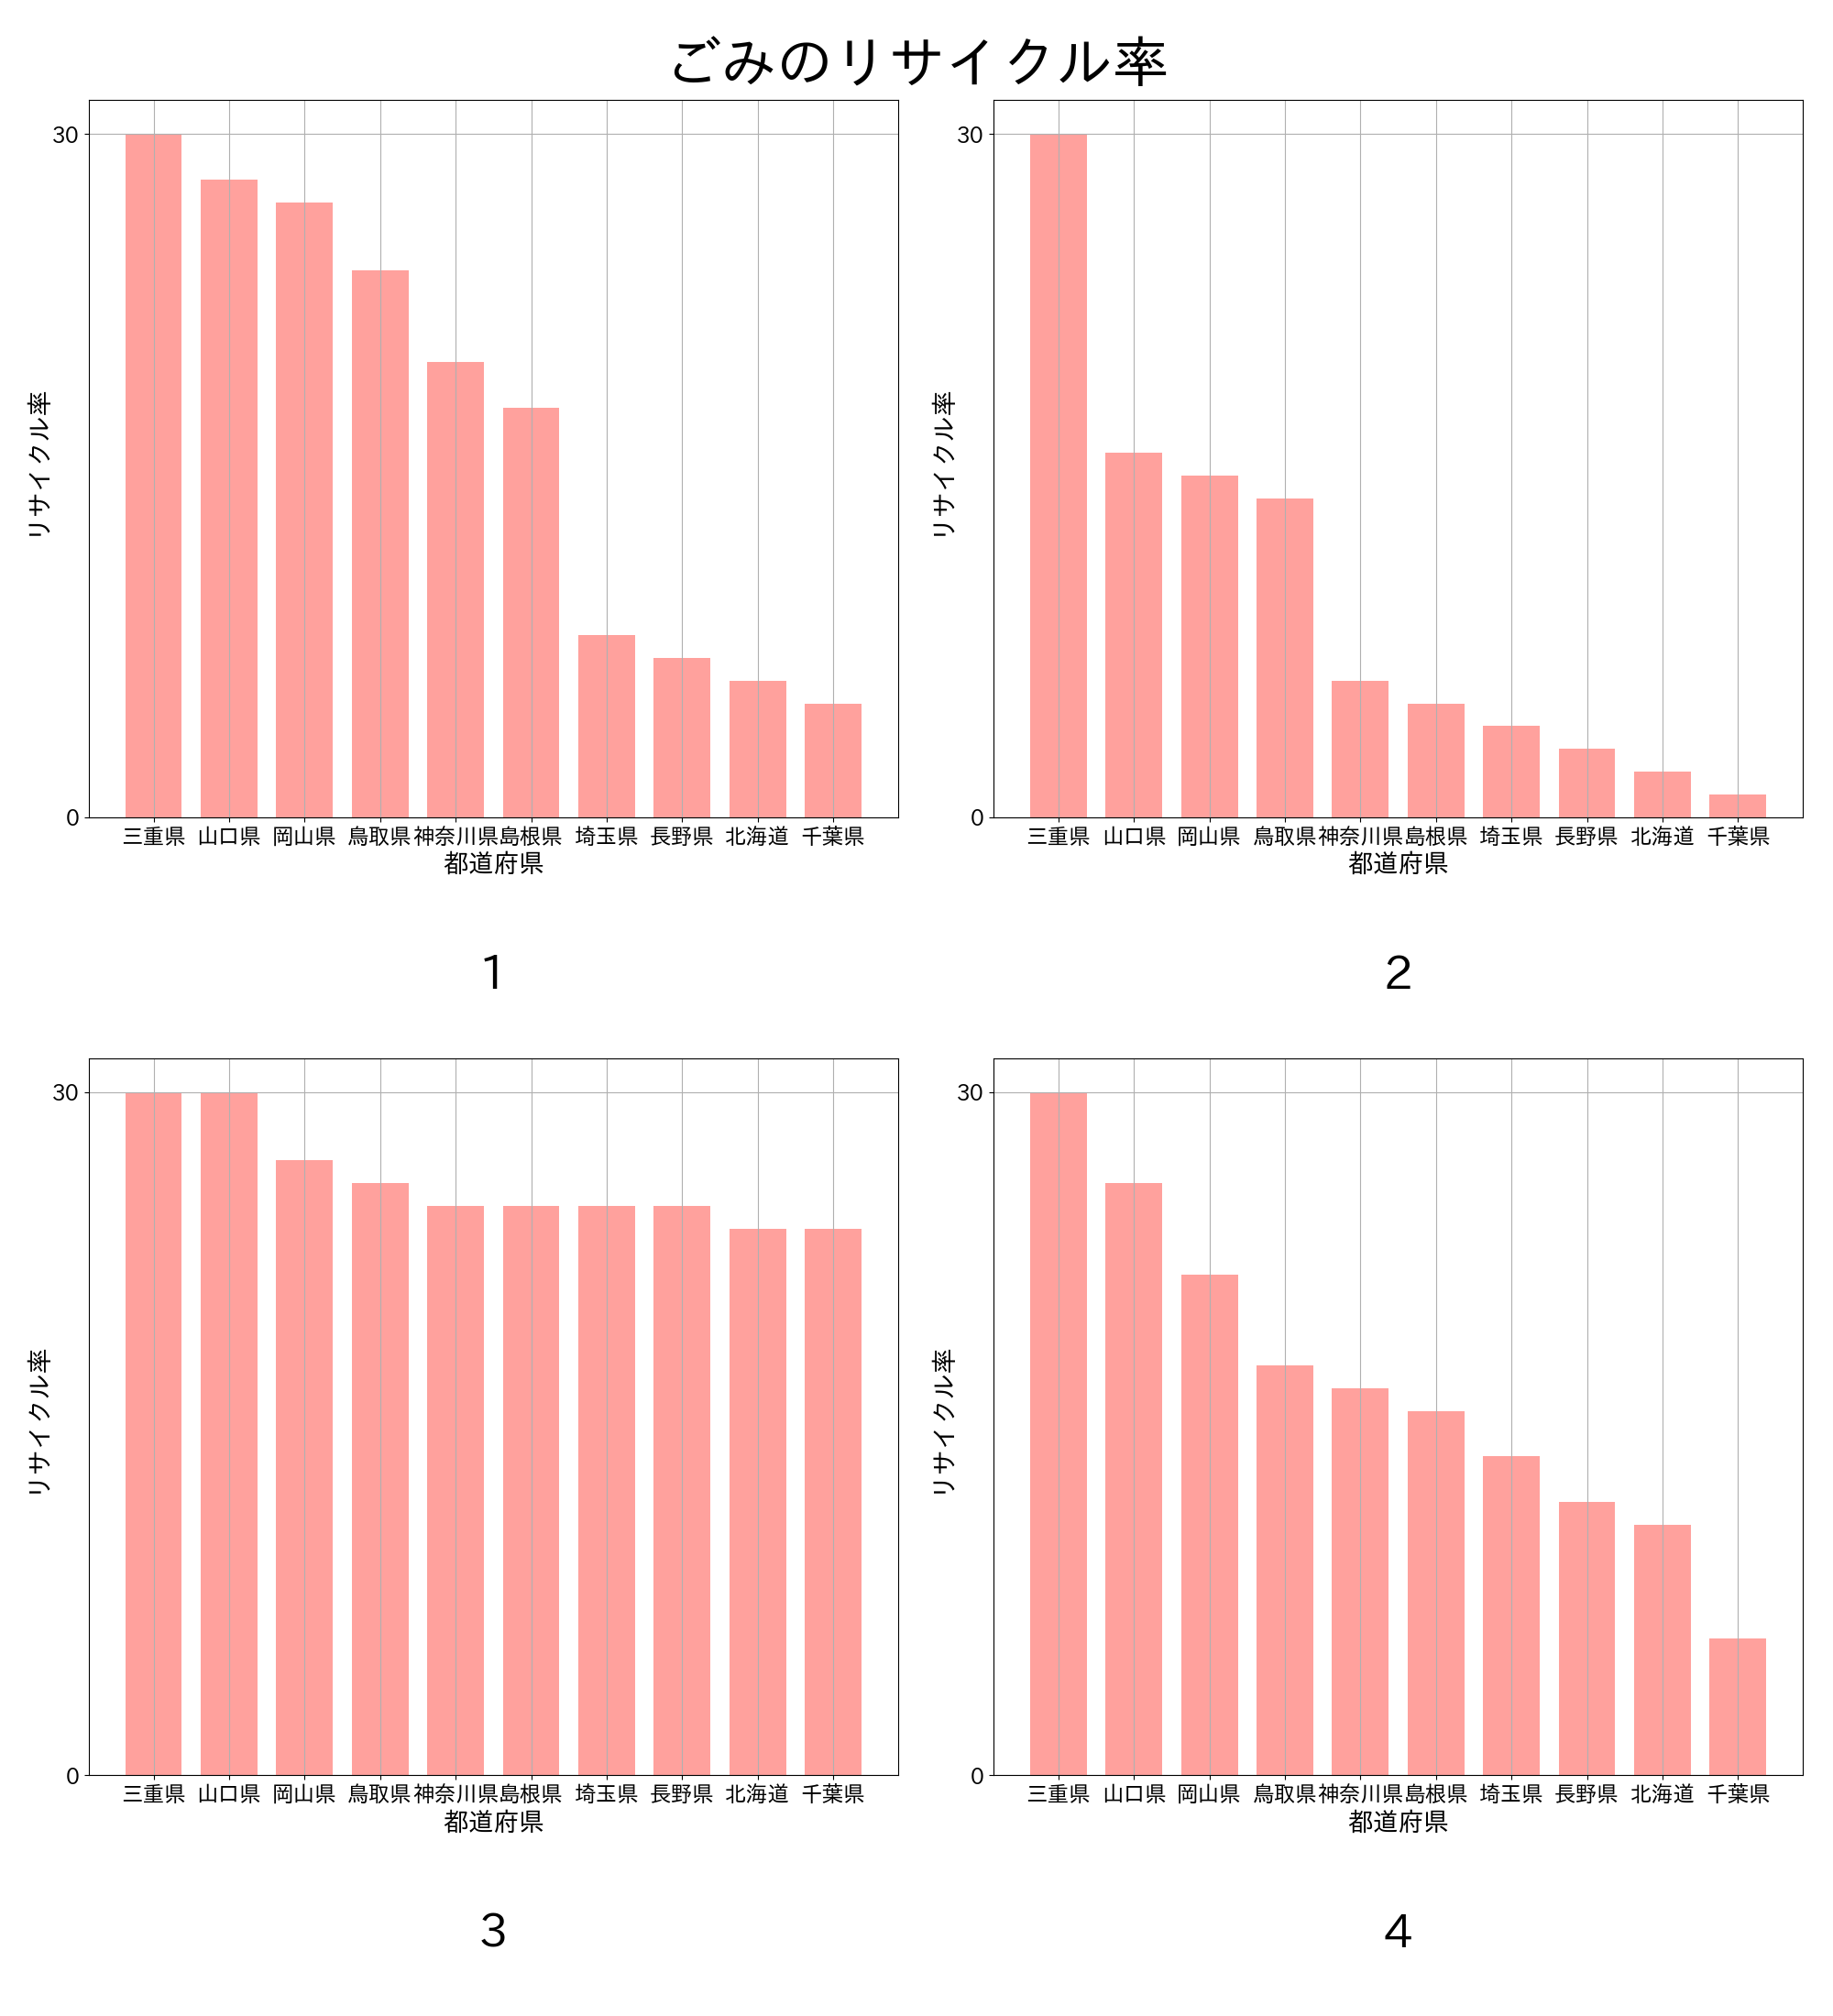 ごみのリサイクル率
30
0
リサイクル率
三重県 山口県 岡山県 鳥取県 神奈川県 島根県 埼玉県 長野県 北海道 千葉県
都道府県
1
30
0
リサイクル率
三重県 山口県 岡山県 鳥取県 神奈川県 島根県 埼玉県 長野県 北海道 千葉県
都道府県
2
30
0
リサイクル率
三重県 山口県 岡山県 鳥取県 神奈川県 島根県 埼玉県 長野県 北海道 千葉県
都道府県
3
30
0
リサイクル率
三重県 山口県 岡山県 鳥取県 神奈川県 島根県 埼玉県 長野県 北海道 千葉県
都道府県
4